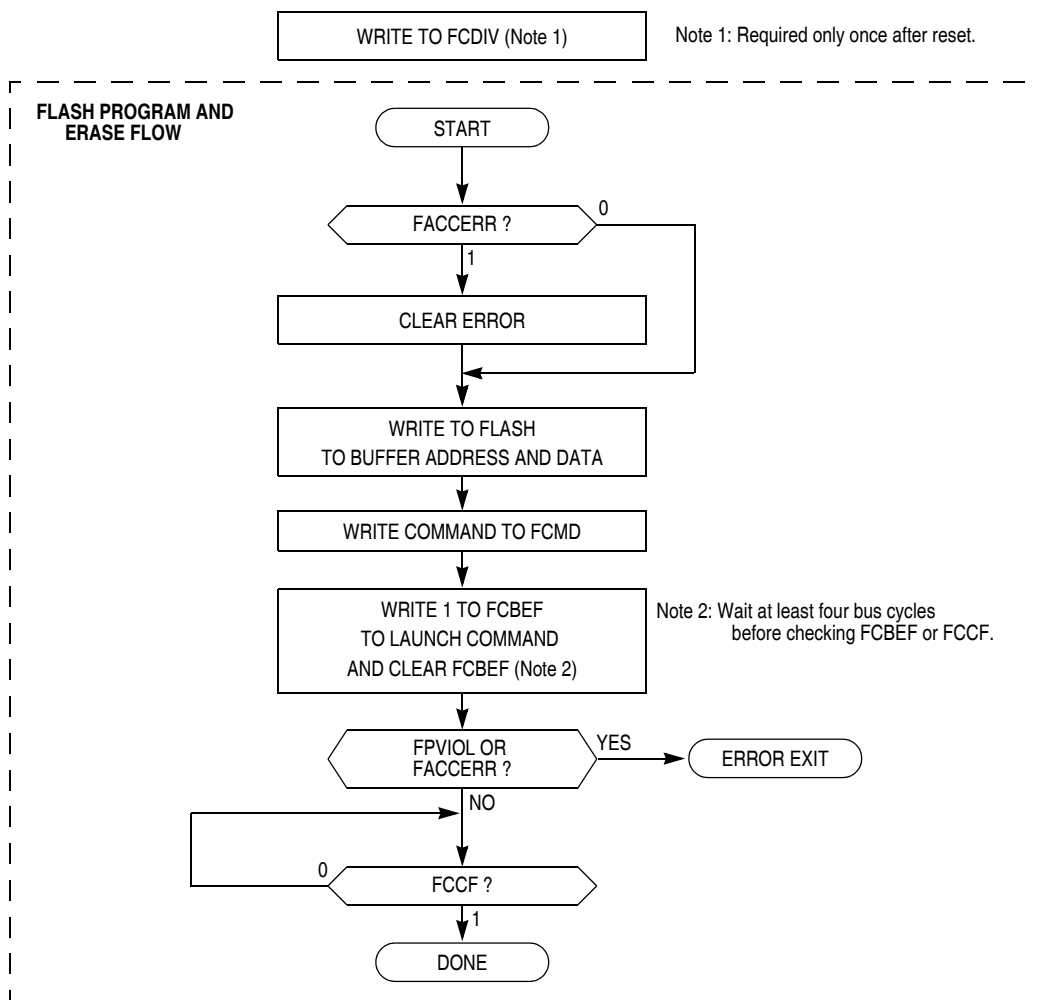 WRITE TO FCDIV (Note 1)
Note 1: Required only once after reset.
FLASH PROGRAM AND
ERASE FLOW
START
FACCERR ?
0
1
CLEAR ERROR
WRITE TO FLASH
TO BUFFER ADDRESS AND DATA
WRITE COMMAND TO FCMD
WRITE 1 TO FCBEF
TO LAUNCH COMMAND
AND CLEAR FCBEF (Note 2)
Note 2: Wait at least four bus cycles
before checking FCBEF or FCCF.
FPVIOL OR
FACCERR ?
YES
ERROR EXIT
NO
0
FCCF ?
1
DONE